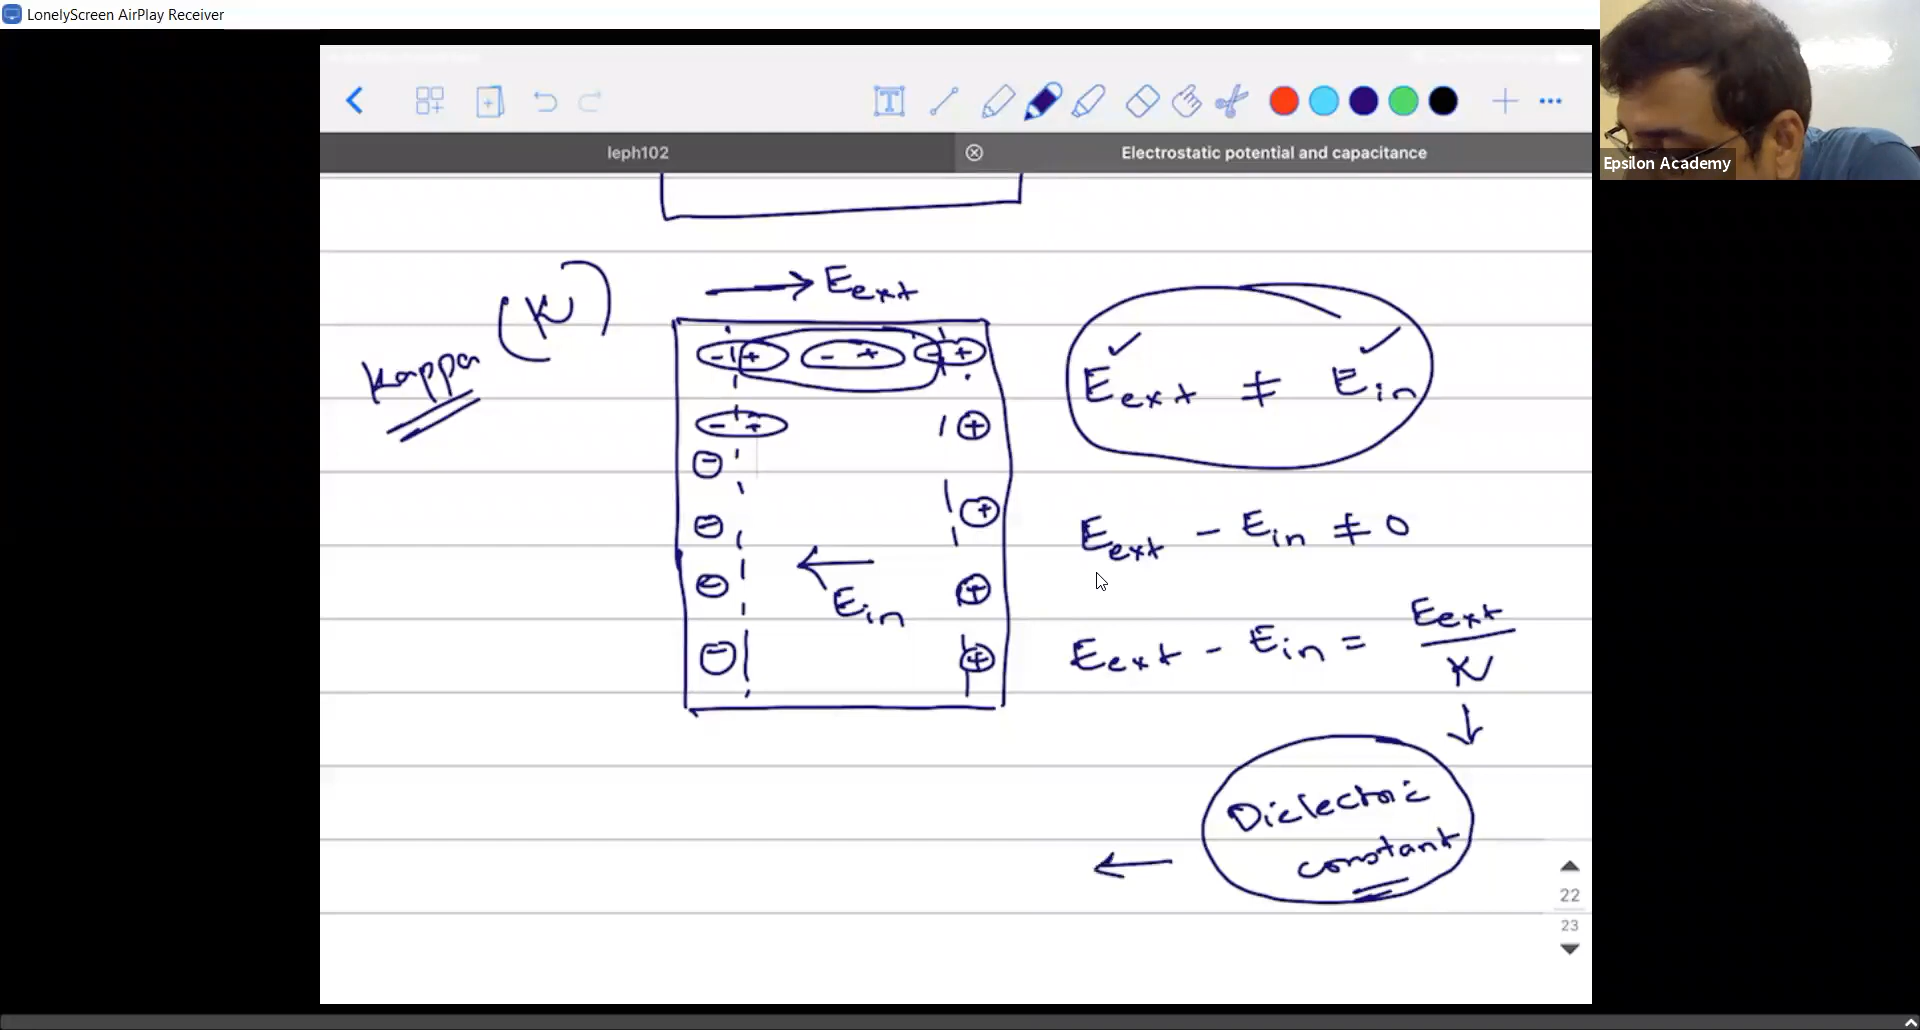 LonelyScreen AirPlay Receiver
leph102
Electrostatic potential and capacitance
Epsilon Academy
→ Eext
(K)
Kappa
- + - + - +
- + +
-
- +
- +
- +
← Ein
Eext ≠ Ein
Eext - Ein ≠ 0
Eext - Ein = Eext / K
↓
Dielectric
constant
←
22
23